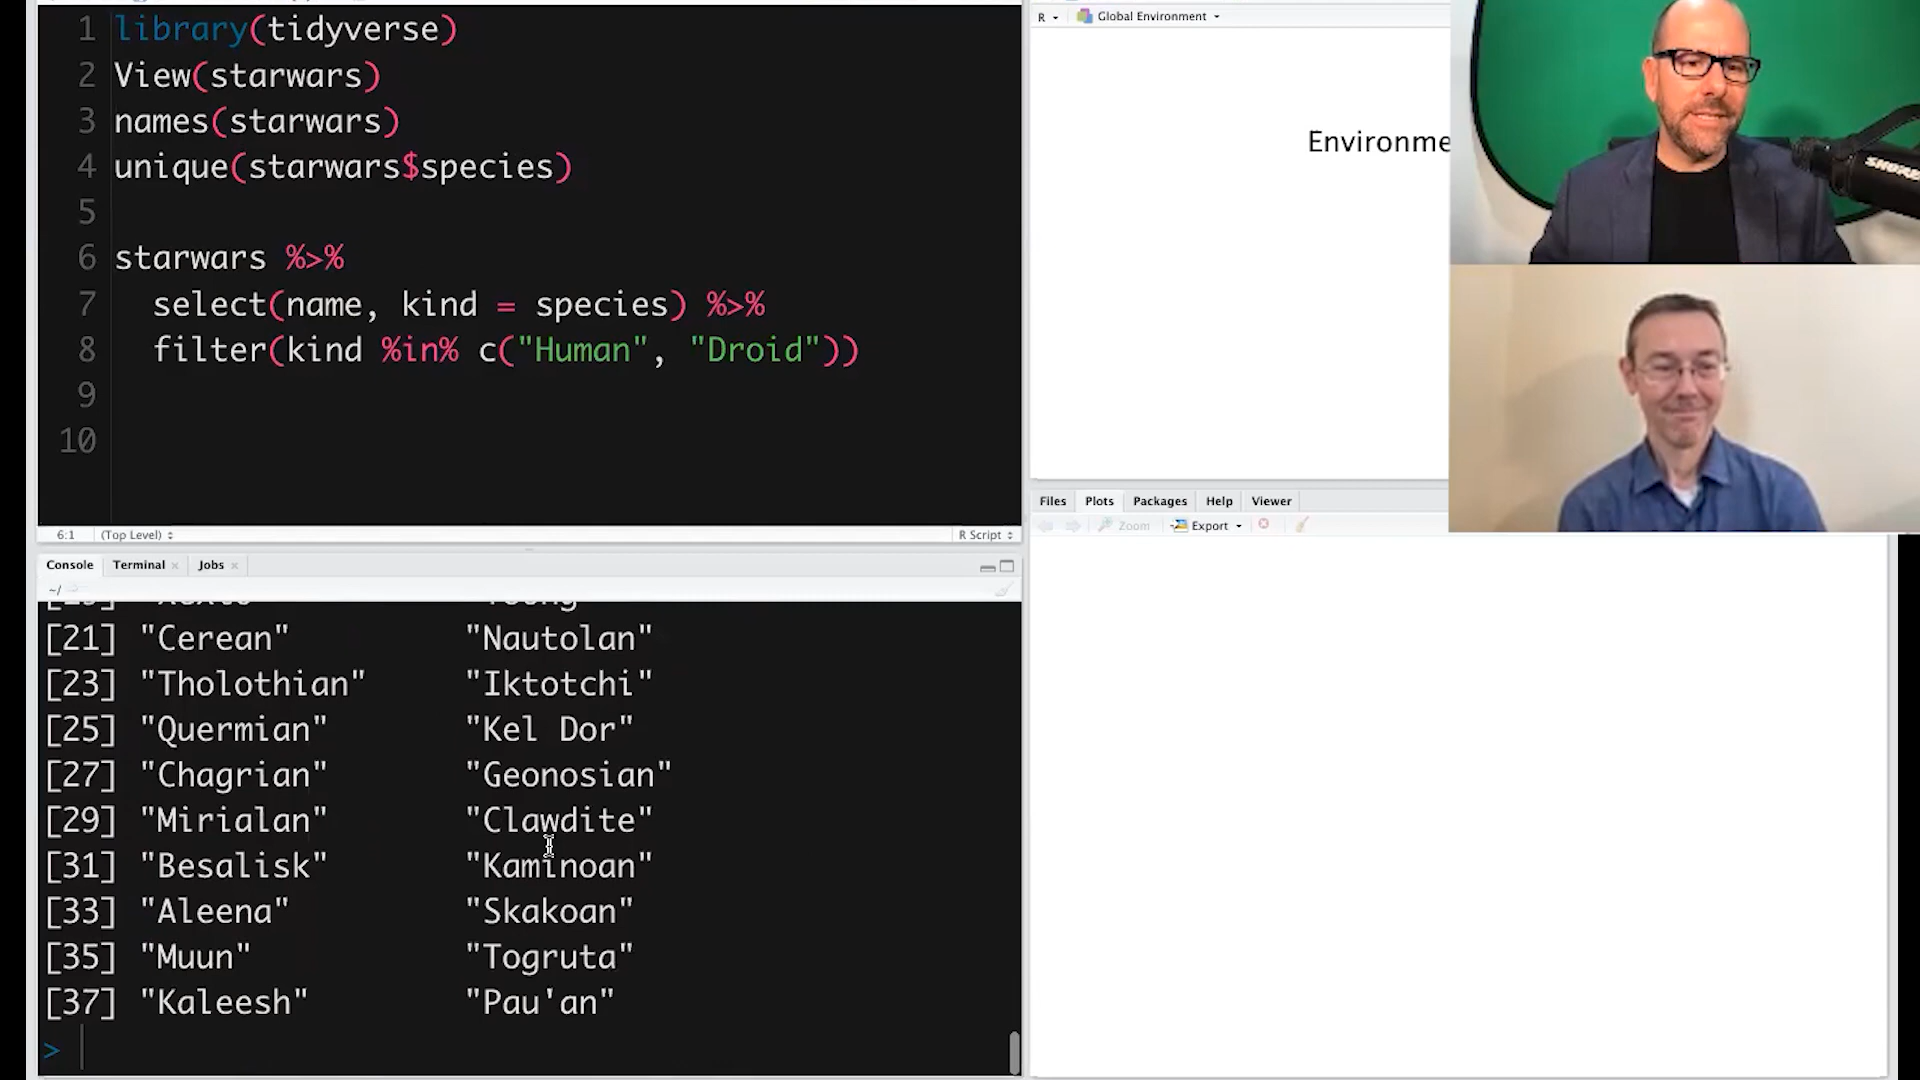 1 library(tidyverse)
2 View(starwars)
3 names(starwars)
4 unique(starwars$species)
5
6 starwars %>%
7 select(name, kind = species) %>%
8 filter(kind %in% c("Human", "Droid"))
9
10
6:1 (Top Level) R Script
Console Terminal × Jobs ×
~/
[21] "Cerean" "Nautolan"
[23] "Tholothian" "Iktotchi"
[25] "Quermian" "Kel Dor"
[27] "Chagrian" "Geonosian"
[29] "Mirialan" "Clawdite"
[31] "Besalisk" "Kaminoan"
[33] "Aleena" "Skakoan"
[35] "Muun" "Togruta"
[37] "Kaleesh" "Pau'an"
>
R Global Environment
Environme
SHURE
Files Plots Packages Help Viewer
Zoom Export